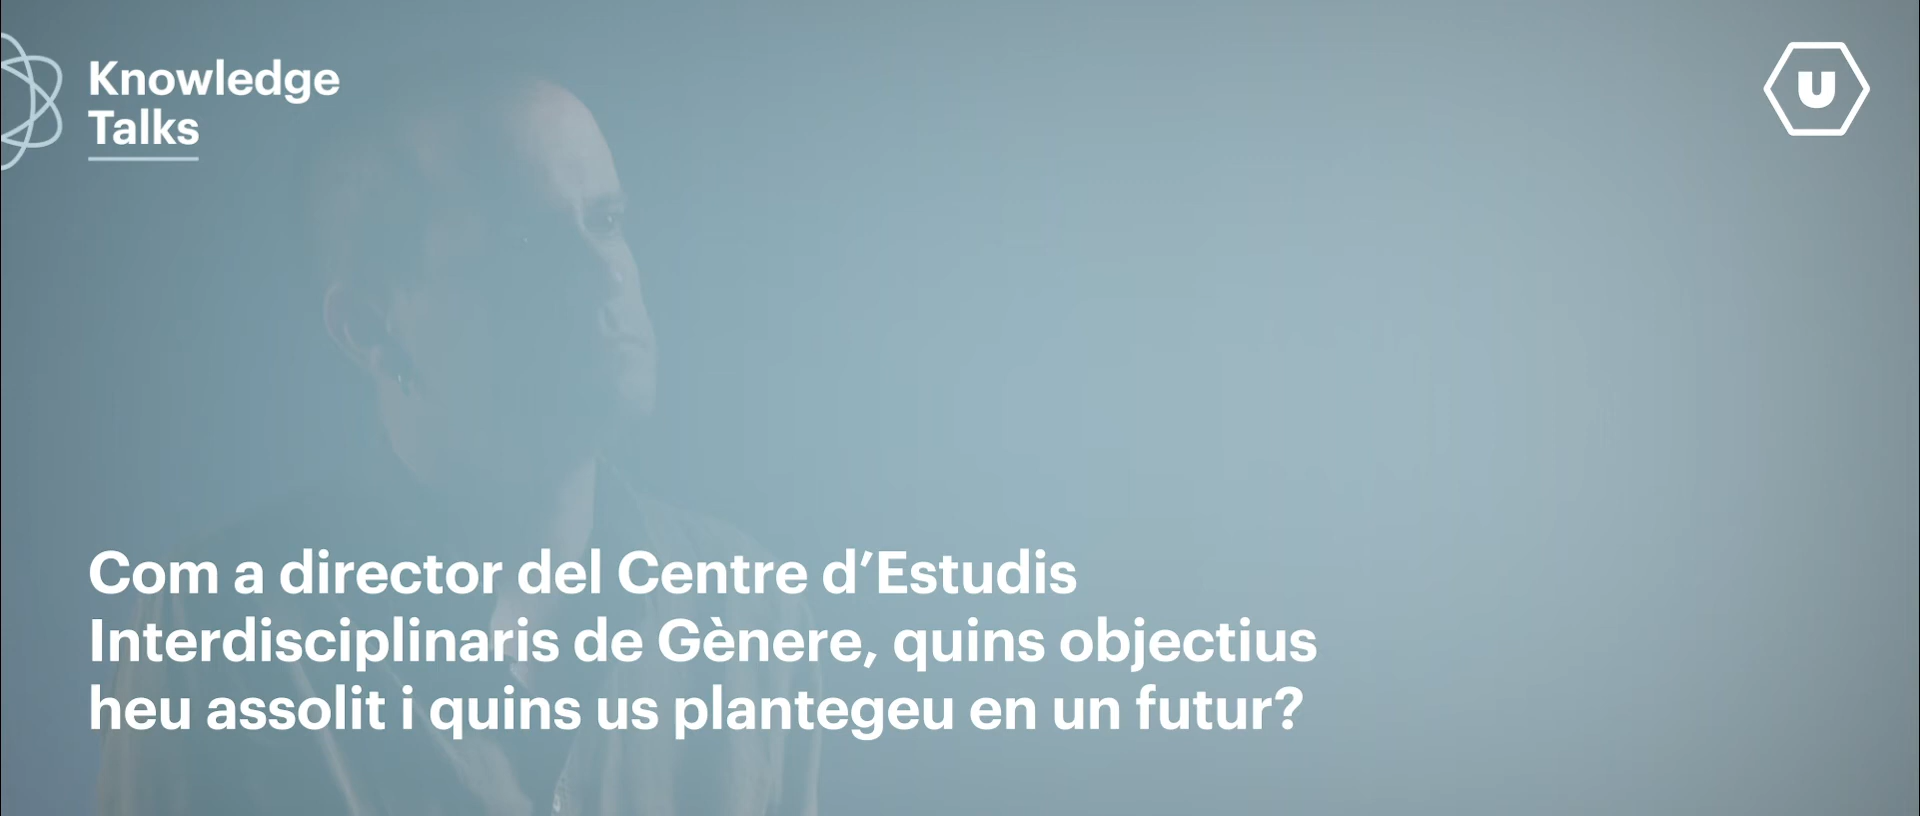 Knowledge
Talks
U
Com a director del Centre d’Estudis
Interdisciplinaris de Gènere, quins objectius
heu assolit i quins us plantegeu en un futur?